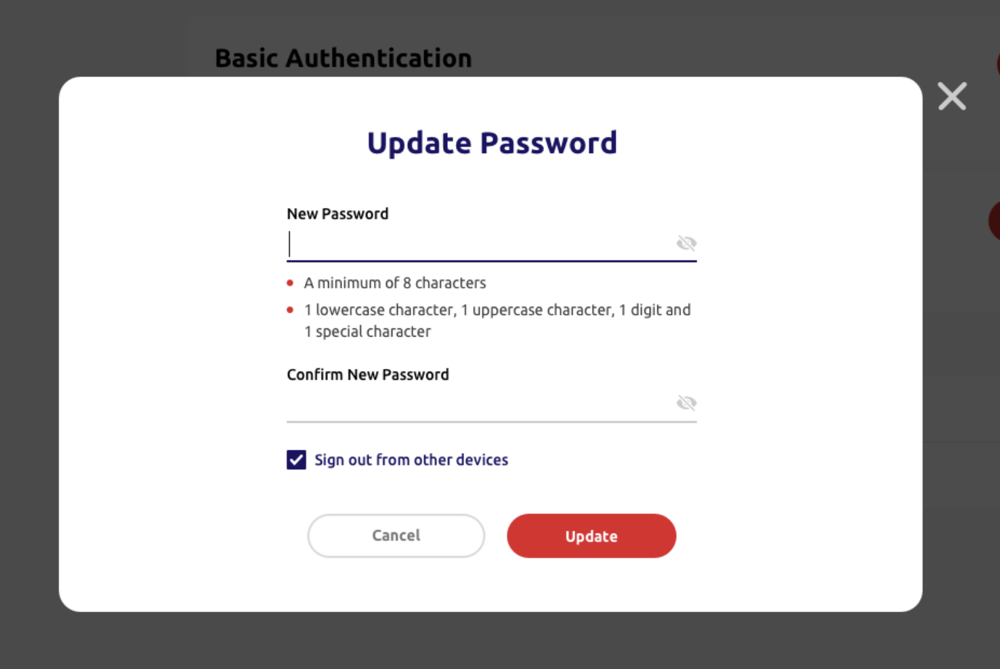 Basic Authentication
Update Password
New Password
A minimum of 8 characters
1 lowercase character, 1 uppercase character, 1 digit and
1 special character
Confirm New Password
Sign out from other devices
Cancel
Update